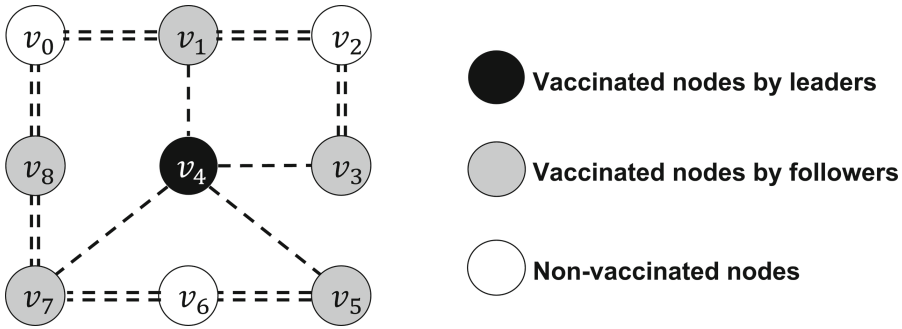 v0 v1 v2
v8 v4 v3
v7 v6 v5
Vaccinated nodes by leaders
Vaccinated nodes by followers
Non-vaccinated nodes